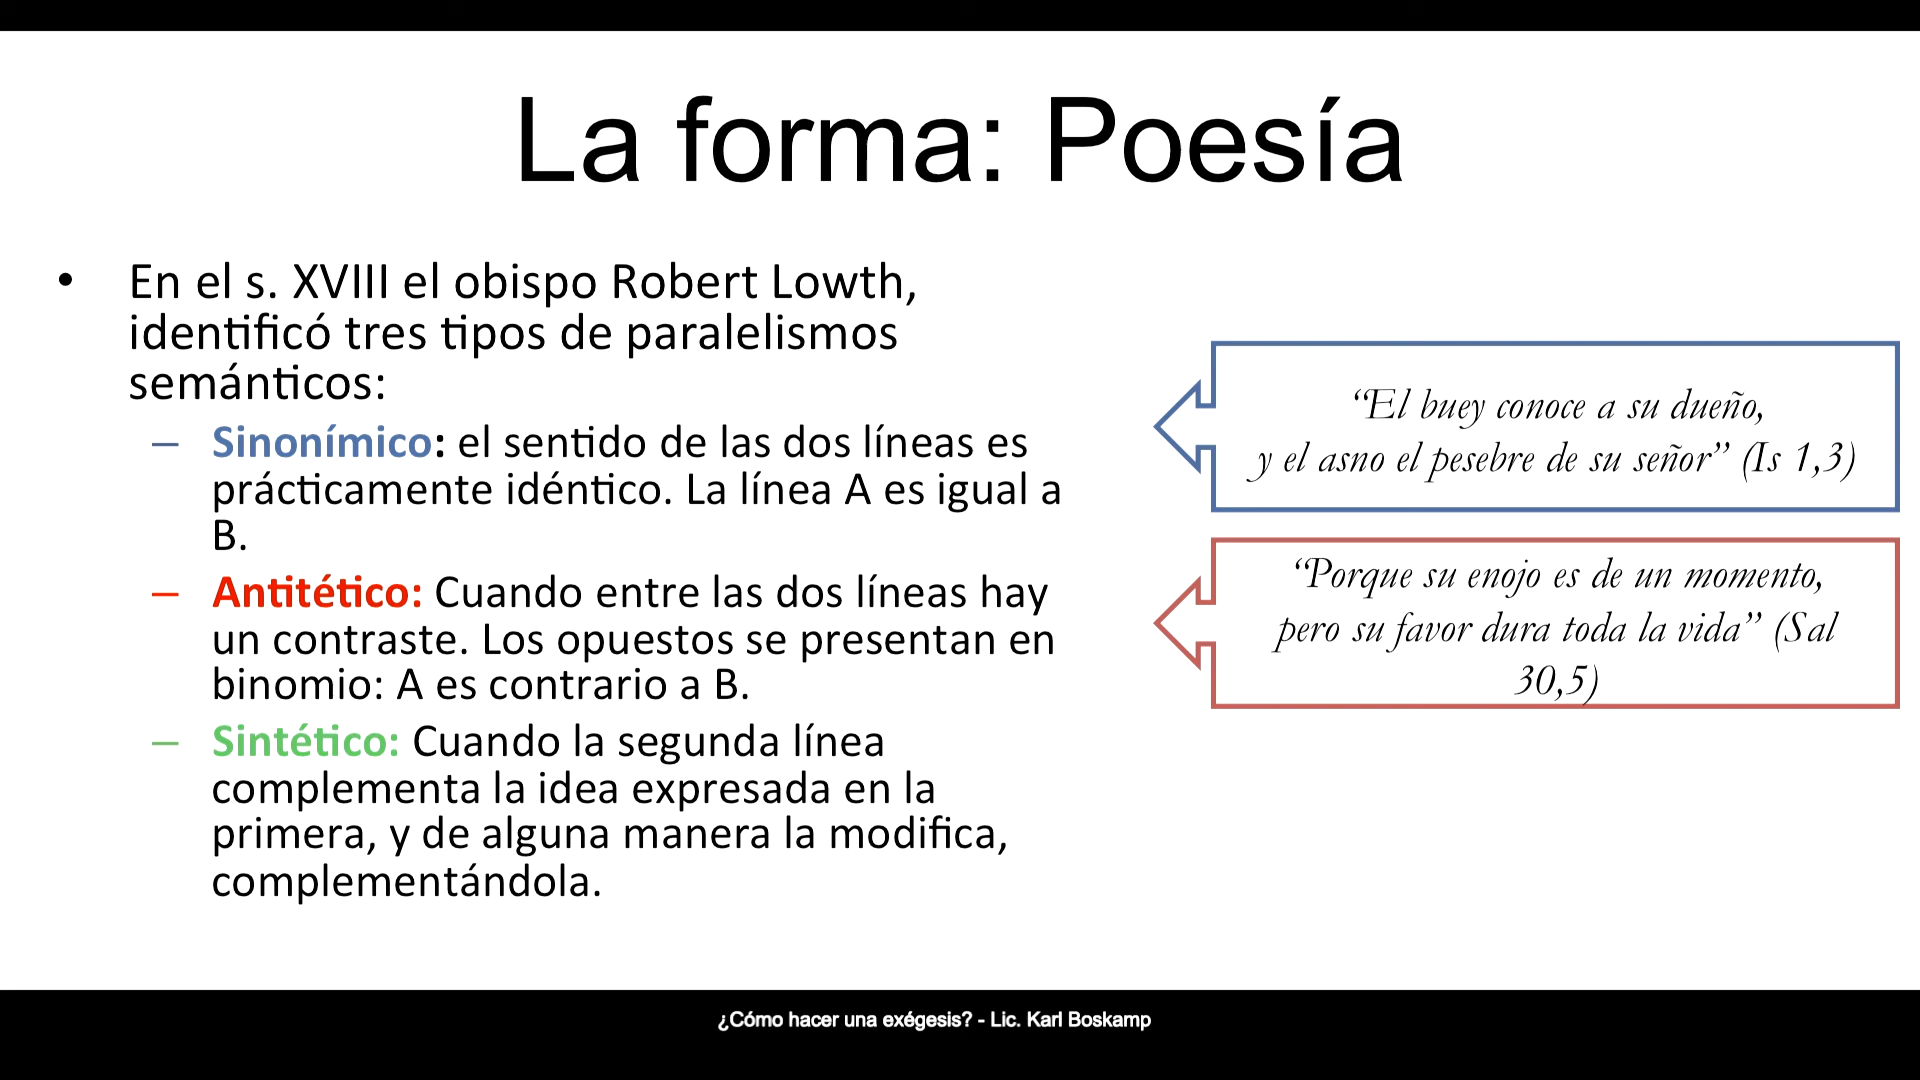 La forma: Poesía
• En el s. XVIII el obispo Robert Lowth,
identificó tres tipos de paralelismos
semánticos:
– Sinonímico: el sentido de las dos líneas es
prácticamente idéntico. La línea A es igual a
B.
– Antitético: Cuando entre las dos líneas hay
un contraste. Los opuestos se presentan en
binomio: A es contrario a B.
– Sintético: Cuando la segunda línea
complementa la idea expresada en la
primera, y de alguna manera la modifica,
complementándola.
“El buey conoce a su dueño,
y el asno el pesebre de su señor” (Is 1,3)
“Porque su enojo es de un momento,
pero su favor dura toda la vida” (Sal
30,5)
¿Cómo hacer una exégesis? - Lic. Karl Boskamp